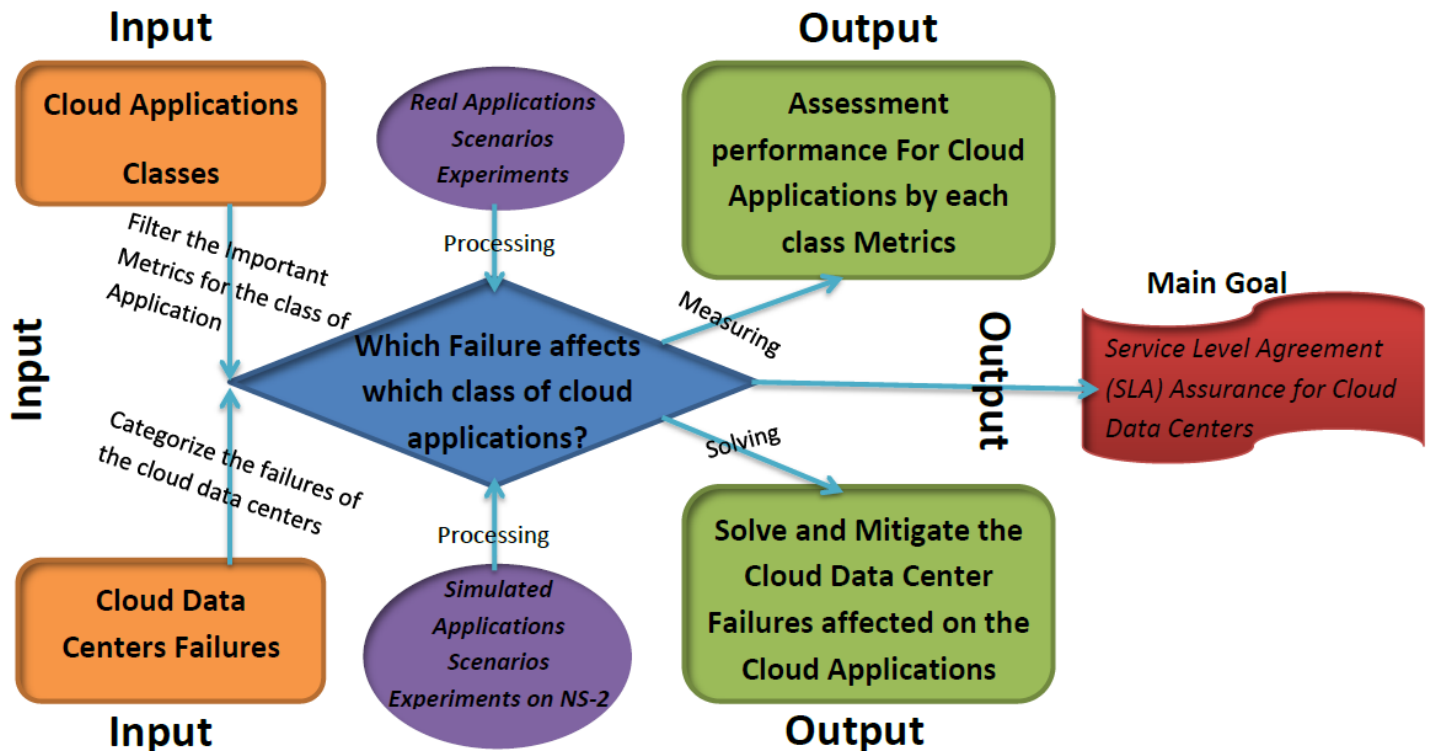 Input
Cloud Applications
Classes
Filter the Important
Metrics for the class of
Application
Input
Categorize the failures of
the cloud data centers
Cloud Data
Centers Failures
Input
Real Applications
Scenarios
Experiments
Processing
Which Failure affects
which class of cloud
applications?
Processing
Simulated
Applications
Scenarios
Experiments on NS-2
Output
Assessment
performance For Cloud
Applications by each
class Metrics
Measuring
Output
Solving
Solve and Mitigate the
Cloud Data Center
Failures affected on the
Cloud Applications
Output
Main Goal
Service Level Agreement
(SLA) Assurance for Cloud
Data Centers